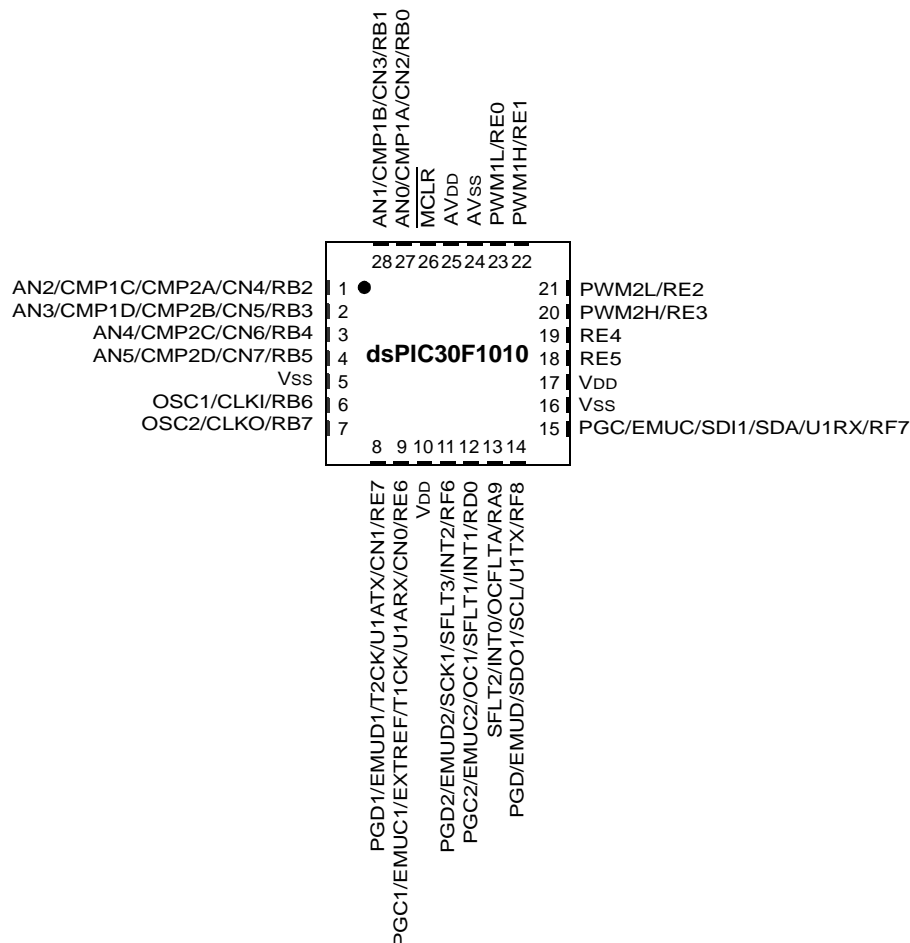 AN1/CMP1B/CN3/RB1
AN0/CMP1A/CN2/RB0
MCLR
AVDD
AVSS
PWM1L/RE0
PWM1H/RE1
28 27 26 25 24 23 22
AN2/CMP1C/CMP2A/CN4/RB2 1
AN3/CMP1D/CMP2B/CN5/RB3 2
AN4/CMP2C/CN6/RB4 3
AN5/CMP2D/CN7/RB5 4
VSS 5
OSC1/CLKI/RB6 6
OSC2/CLKO/RB7 7
dsPIC30F1010
21 PWM2L/RE2
20 PWM2H/RE3
19 RE4
18 RE5
17 VDD
16 VSS
15 PGC/EMUC/SDI1/SDA/U1RX/RF7
8 9 10 11 12 13 14
PGD1/EMUD1/T2CK/U1ATX/CN1/RE7
PGC1/EMUC1/EXTREF/T1CK/U1ARX/CN0/RE6
VDD
PGD2/EMUD2/SCK1/SFLT3/INT2/RF6
PGC2/EMUC2/OC1/SFLT1/INT1/RD0
SFLT2/INT0/OCFLTA/RA9
PGD/EMUD/SDO1/SCL/U1TX/RF8